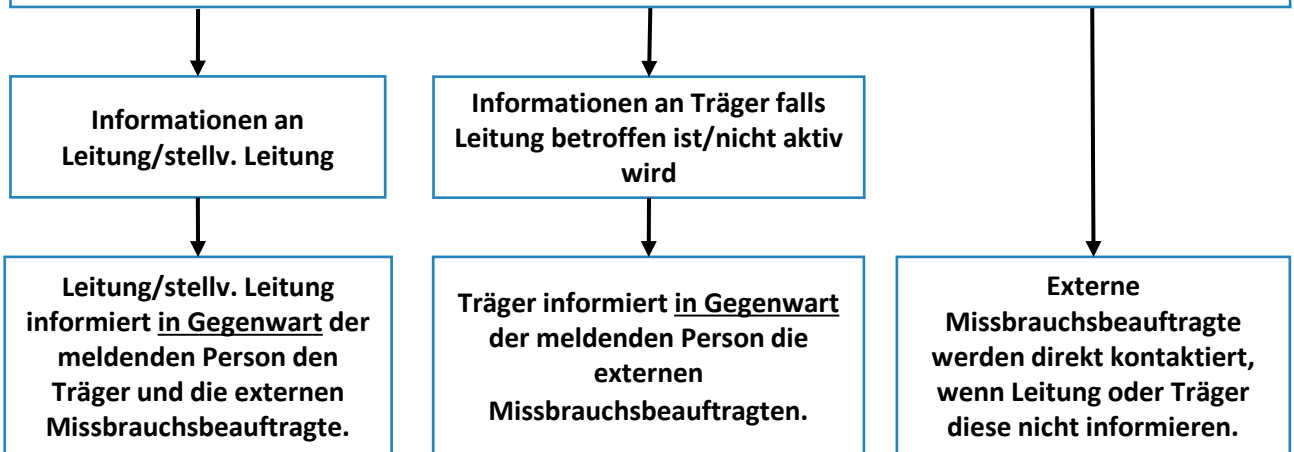 Informationen an
Leitung/stellv. Leitung
Informationen an Träger falls
Leitung betroffen ist/nicht aktiv
wird
Leitung/stellv. Leitung
informiert in Gegenwart der
meldenden Person den
Träger und die externen
Missbrauchsbeauftragte.
Träger informiert in Gegenwart
der meldenden Person die
externen
Missbrauchsbeauftragten.
Externe
Missbrauchsbeauftragte
werden direkt kontaktiert,
wenn Leitung oder Träger
diese nicht informieren.